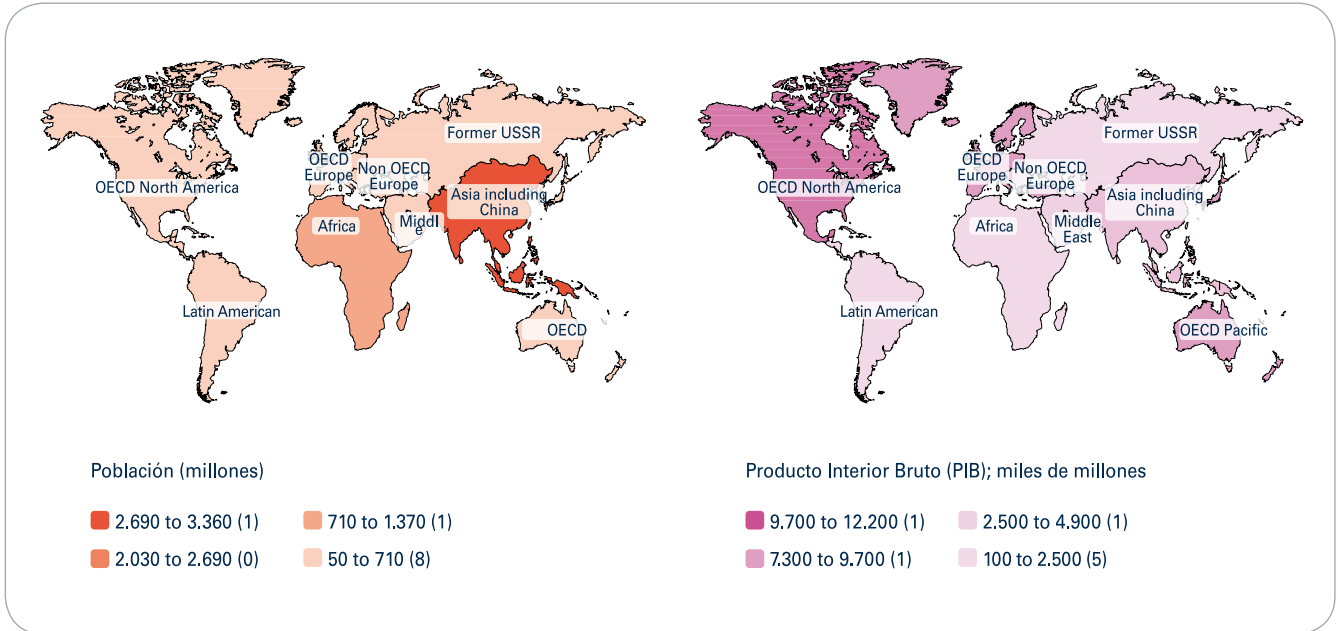 Former USSR
OECD
Europe
Non OECD
Europe
OECD North America
Asia including
China
Africa
Middl
e
Latin American
OECD
Former USSR
OECD
Europe
Non OECD
Europe
OECD North America
Asia including
China
Africa
Middle
East
Latin American
OECD Pacific
Población (millones)
2.690 to 3.360 (1)
710 to 1.370 (1)
2.030 to 2.690 (0)
50 to 710 (8)
Producto Interior Bruto (PIB); miles de millones
9.700 to 12.200 (1)
2.500 to 4.900 (1)
7.300 to 9.700 (1)
100 to 2.500 (5)